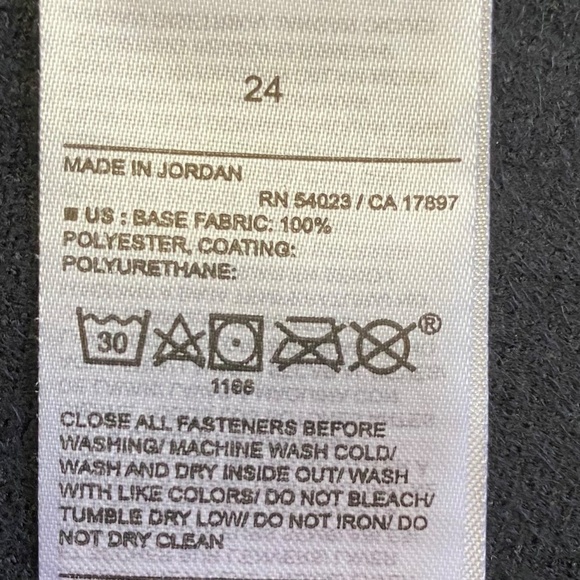 24
MADE IN JORDAN
RN 54023 / CA 17897
US : BASE FABRIC: 100%
POLYESTER, COATING:
POLYURETHANE:
30
®
1166
CLOSE ALL FASTENERS BEFORE
WASHING/ MACHINE WASH COLD/
WASH AND DRY INSIDE OUT/ WASH
WITH LIKE COLORS/ DO NOT BLEACH/
TUMBLE DRY LOW/ DO NOT IRON/ DO
NOT DRY CLEAN